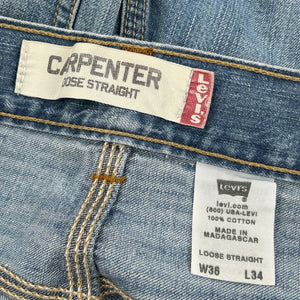 CARPENTER
LOOSE STRAIGHT
Levi's
Levi's
levi.com
(800) USA-LEVI
100% COTTON
MADE IN
MADAGASCAR
LOOSE STRAIGHT
W36 L34